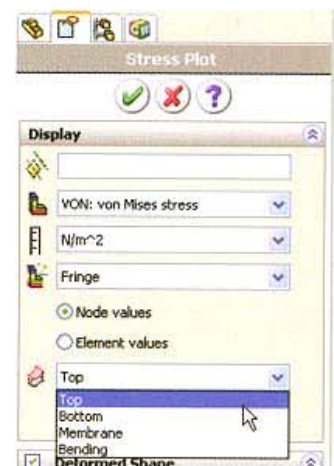 Stress Plot
?
Display
VON: von Mises stress
N/m^2
Fringe
Node values
Element values
Top
Top
Bottom
Membrane
Bending
Deformed Shape